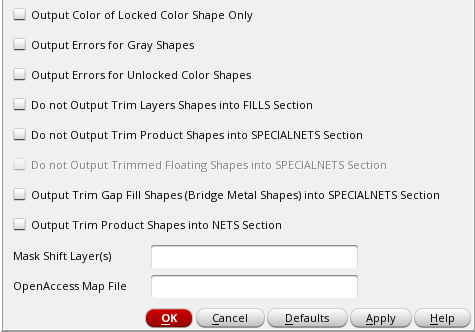 Output Color of Locked Color Shape Only
Output Errors for Gray Shapes
Output Errors for Unlocked Color Shapes
Do not Output Trim Layers Shapes into FILLS Section
Do not Output Trim Product Shapes into SPECIALNETS Section
Do not Output Trimmed Floating Shapes into SPECIALNETS Section
Output Trim Gap Fill Shapes (Bridge Metal Shapes) into SPECIALNETS Section
Output Trim Product Shapes into NETS Section
Mask Shift Layer(s)
OpenAccess Map File
OK Cancel Defaults Apply Help